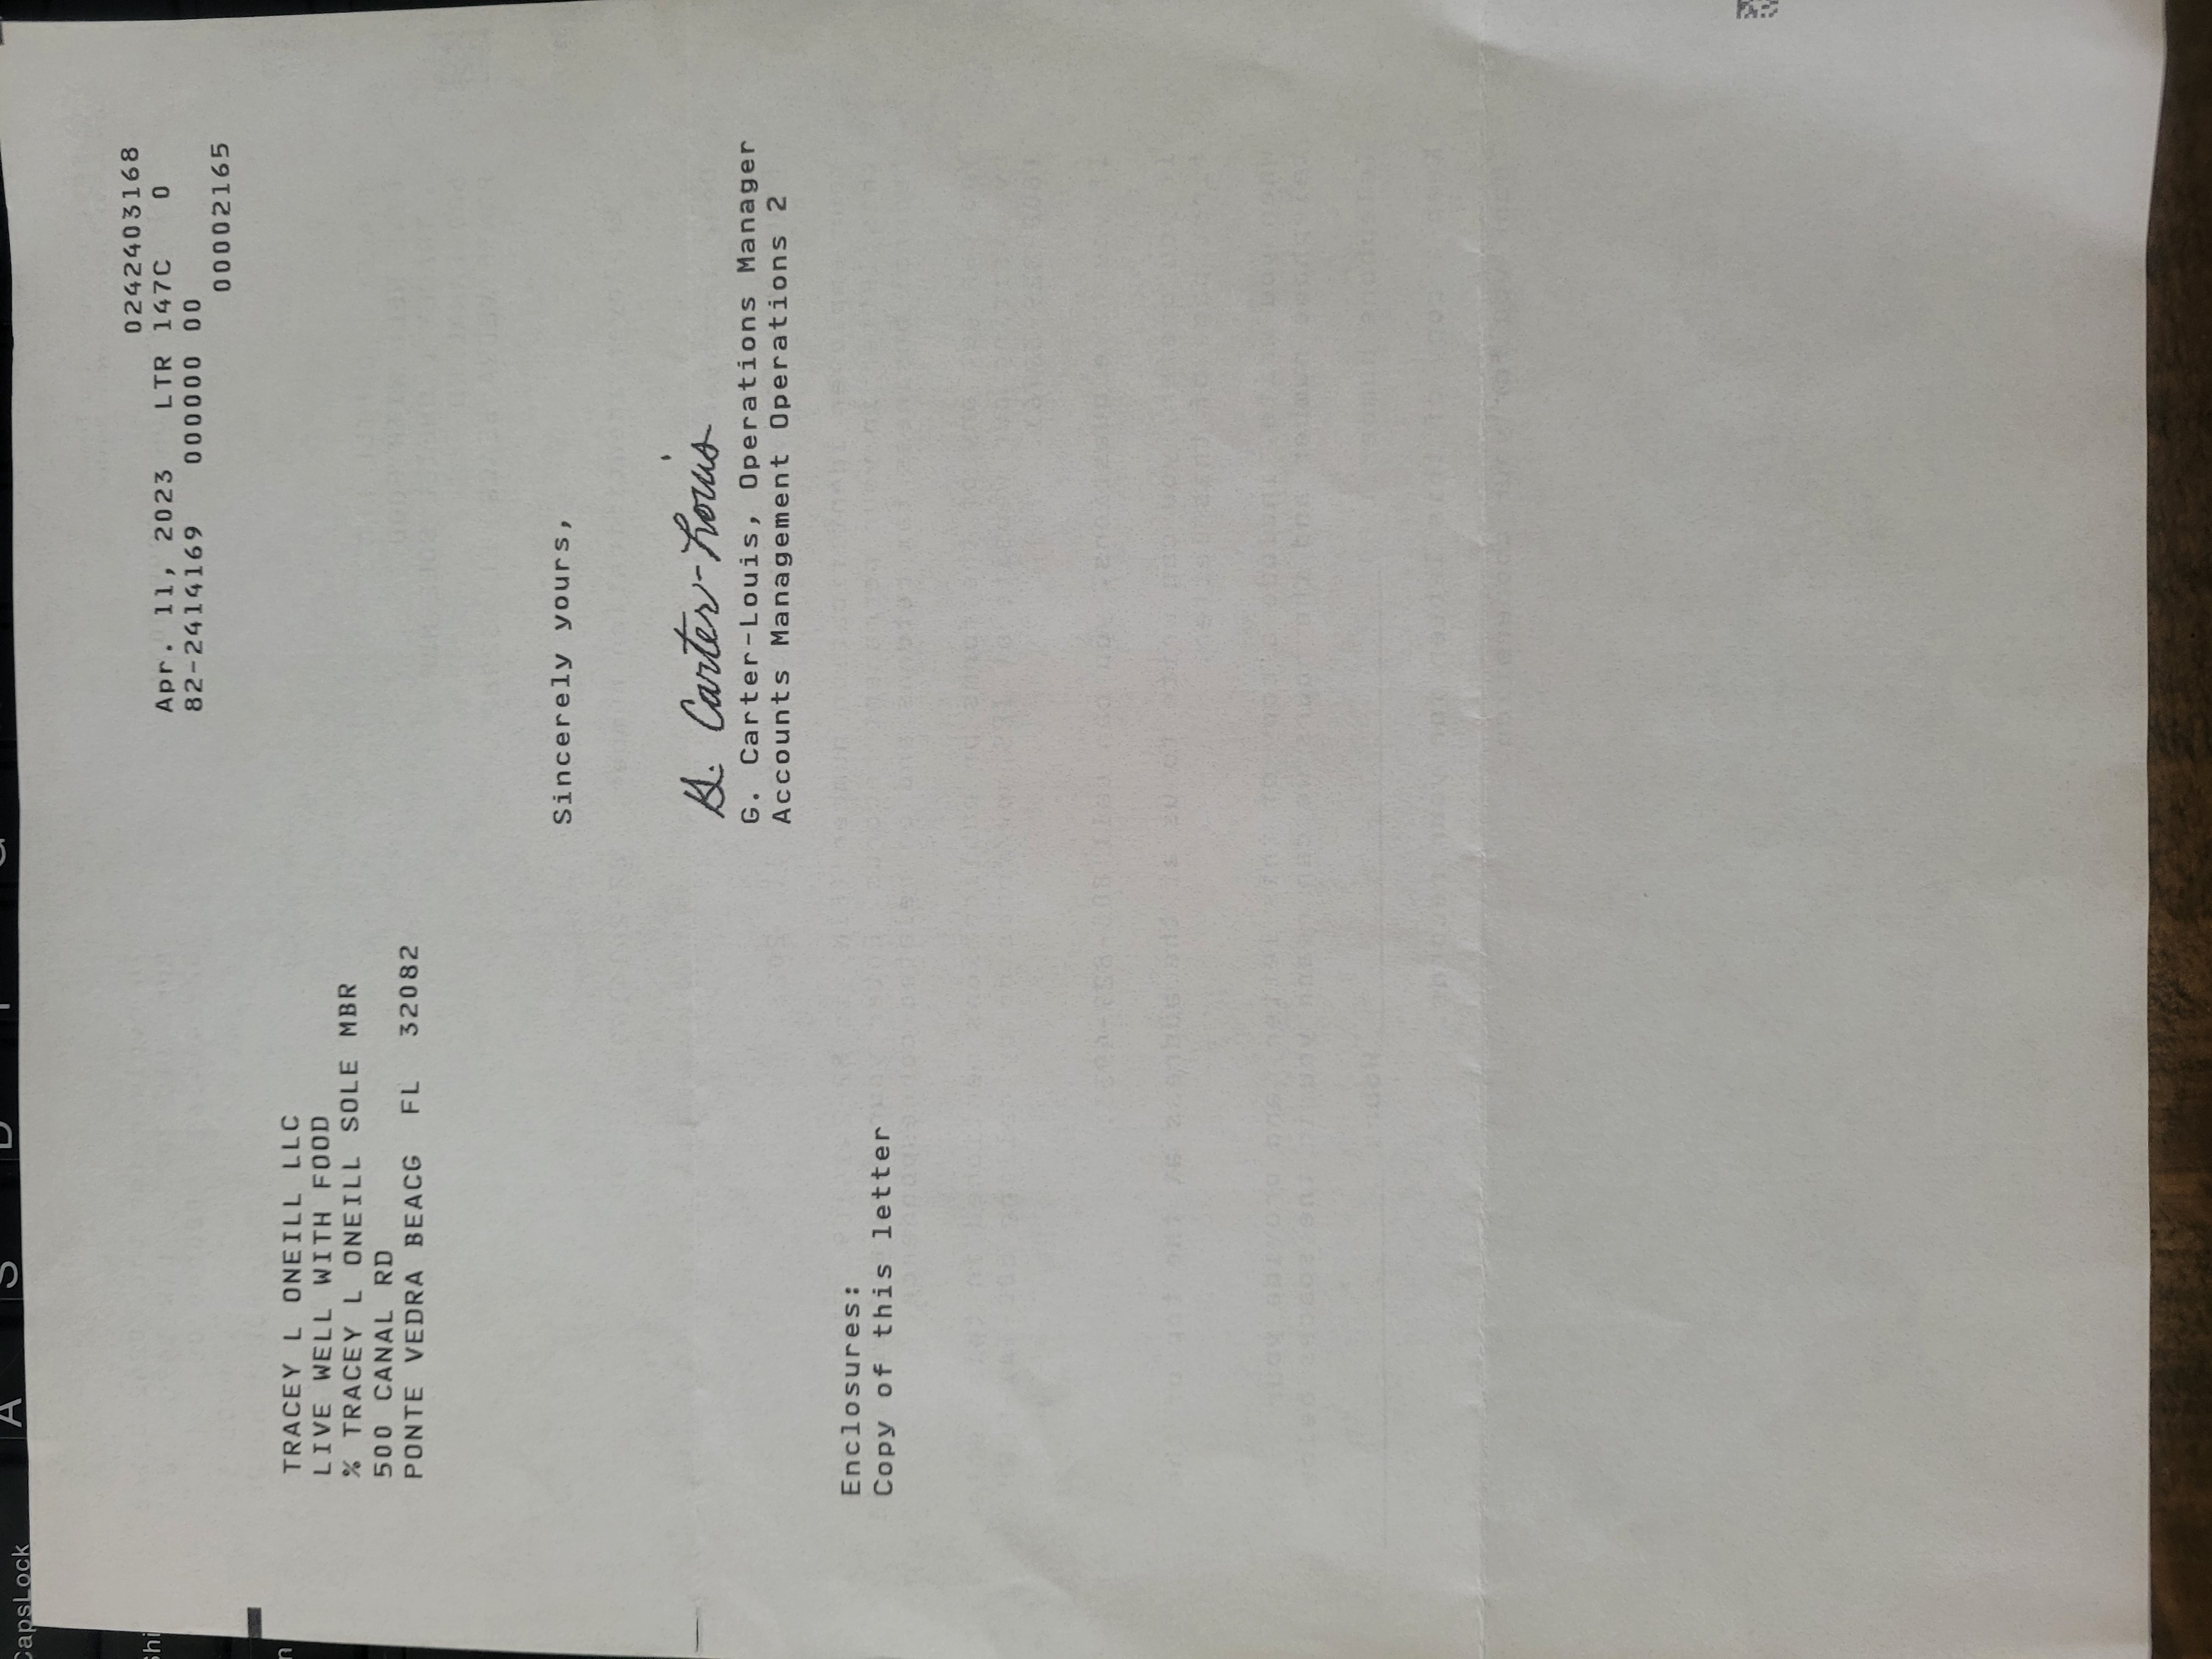 CapsLock
A S D F G
0242403168
Apr. 11, 2023 LTR 147C 0
82-2414169 000000 00
00002165
TRACEY L ONEILL LLC
LIVE WELL WITH FOOD
% TRACEY L ONEILL SOLE MBR
500 CANAL RD
PONTE VEDRA BEACG FL 32082
Sincerely yours,
G. Carter-Louis
G. Carter-Louis, Operations Manager
Accounts Management Operations 2
Enclosures:
Copy of this letter